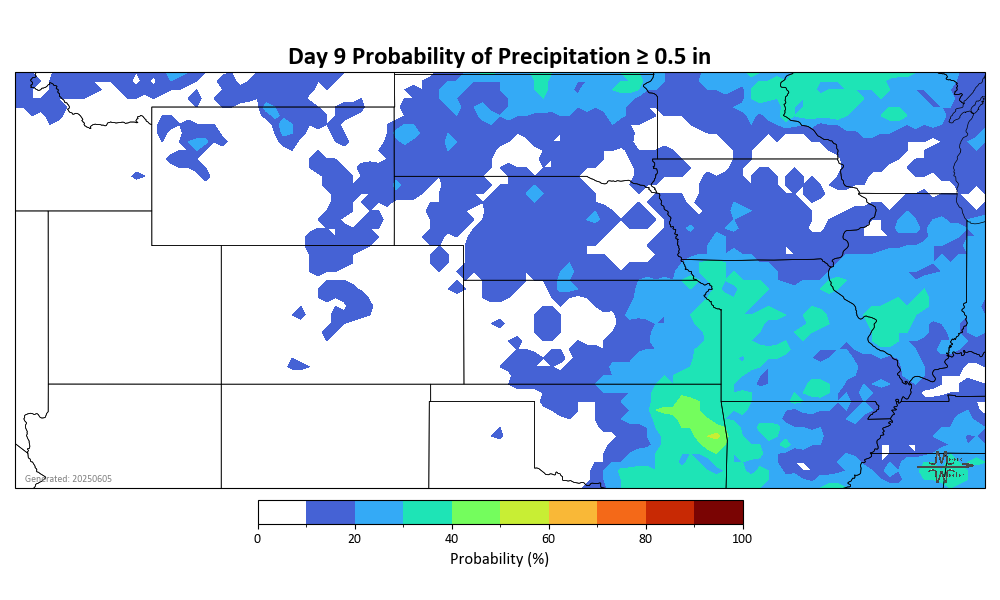 Day 9 Probability of Precipitation ≥ 0.5 in
Generated: 20250605
0 20 40 60 80 100
Probability (%)